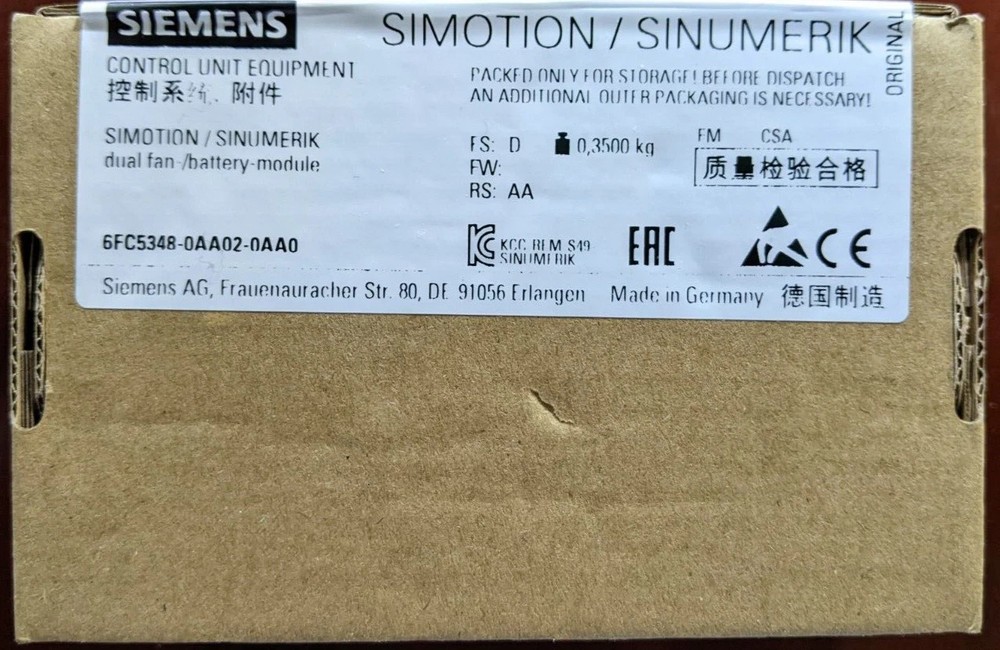 SIEMENS
SIMOTION / SINUMERIK
ORIGINAL
CONTROL UNIT EQUIPMENT
控制系统、附件
PACKED ONLY FOR STORAGE! BEFORE DISPATCH
AN ADDITIONAL OUTER PACKAGING IS NECESSARY!
SIMOTION / SINUMERIK
dual fan-/battery-module
FS: D
0,3500 kg
FW:
RS: AA
FM CSA
质量检验合格
6FC5348-0AA02-0AA0
KCC REM S49
SINUMERIK
EAC
CE
Siemens AG, Frauenauracher Str. 80, DE 91056 Erlangen
Made in Germany 德国制造